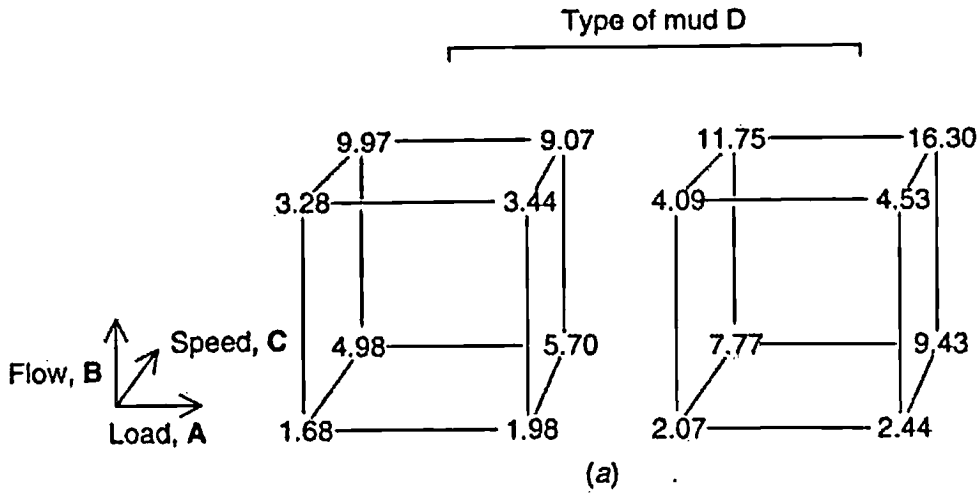 Type of mud D
9.97 9.07 11.75 16.30
3.28 3.44 4.09 4.53
Speed, C 4.98 5.70 7.77 9.43
Flow, B
Load, A 1.68 1.98 2.07 2.44
(a)